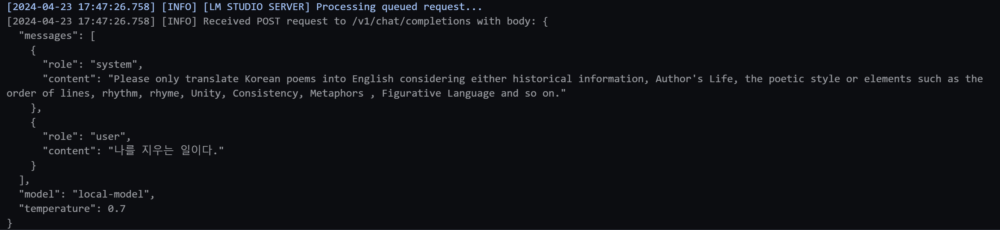 [2024-04-23 17:47:26.758] [INFO] [LM STUDIO SERVER] Processing queued request...
[2024-04-23 17:47:26.758] [INFO] Received POST request to /v1/chat/completions with body: {
  "messages": [
    {
      "role": "system",
      "content": "Please only translate Korean poems into English considering either historical information, Author's Life, the poetic style or elements such as the
order of lines, rhythm, rhyme, Unity, Consistency, Metaphors , Figurative Language and so on."
    },
    {
      "role": "user",
      "content": "나를 지우는 일이다."
    }
  ],
  "model": "local-model",
  "temperature": 0.7
}